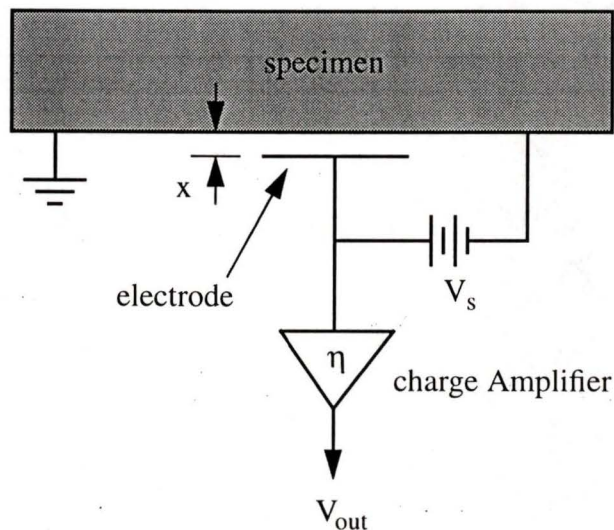 specimen
x
electrode
V_s
η
charge Amplifier
V_out